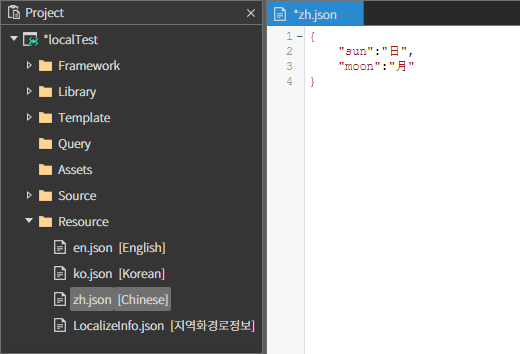 Project
*localTest
Framework
Library
Template
Query
Assets
Source
Resource
en.json [English]
ko.json [Korean]
zh.json [Chinese]
LocalizeInfo.json [지역화경로정보]
*zh.json
1 {
2 "sun":"日",
3 "moon":"月"
4 }